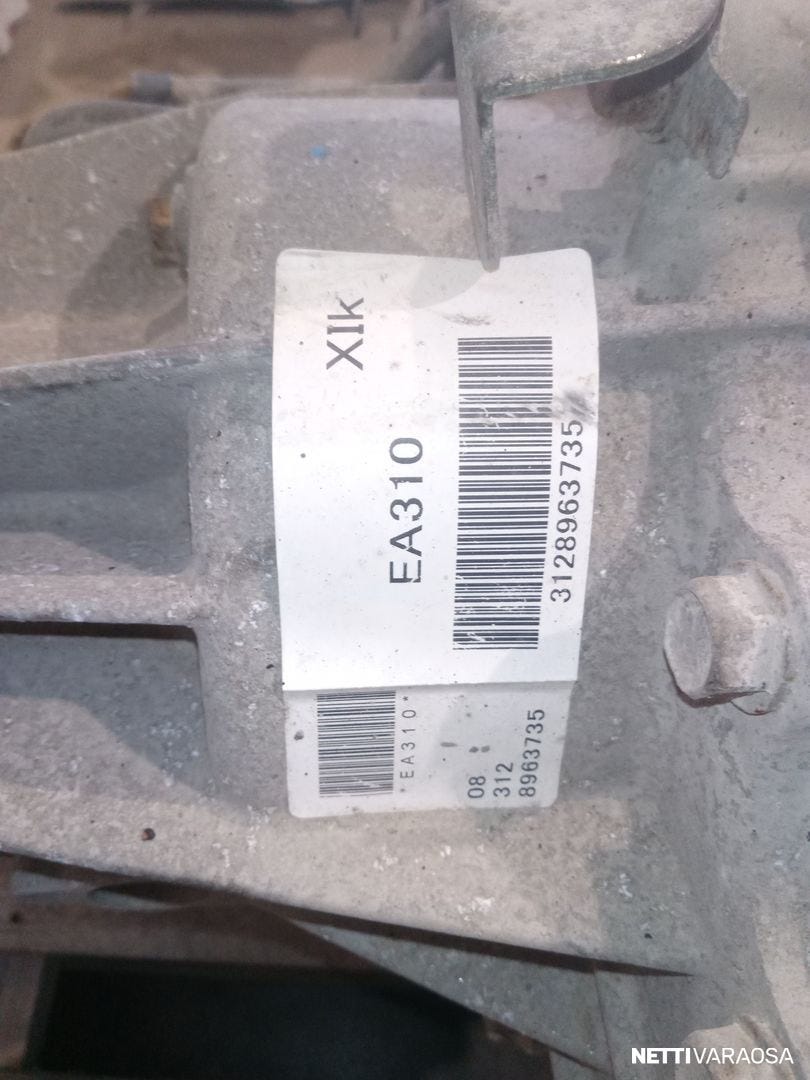 XIk
EA310
3128963735
*EA310*
08
312
8963735
NETTIVARAOSA